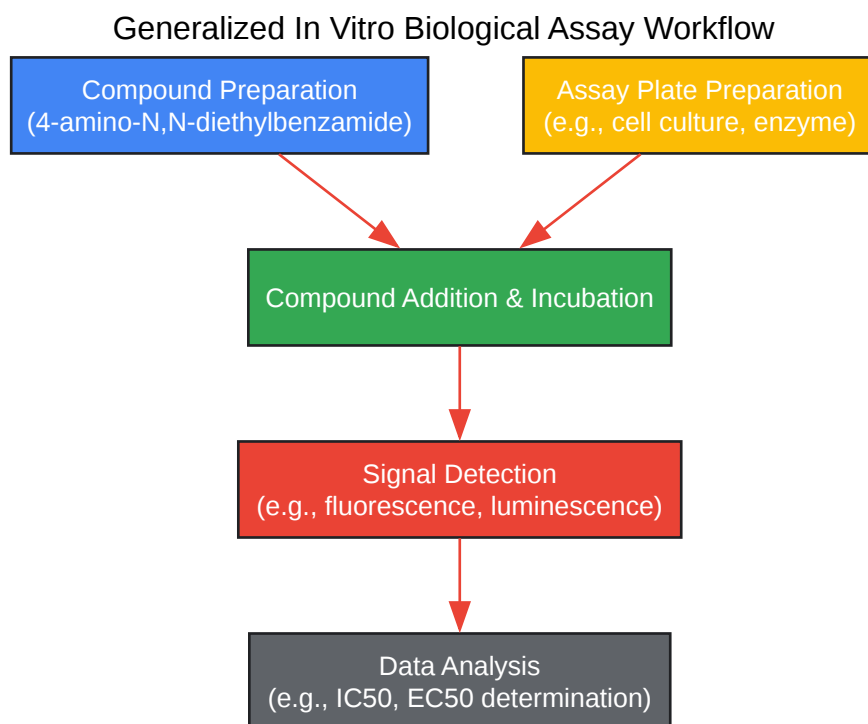 Generalized In Vitro Biological Assay Workflow
Compound Preparation
(4-amino-N,N-diethylbenzamide)
Assay Plate Preparation
(e.g., cell culture, enzyme)
Compound Addition & Incubation
Signal Detection
(e.g., fluorescence, luminescence)
Data Analysis
(e.g., IC50, EC50 determination)